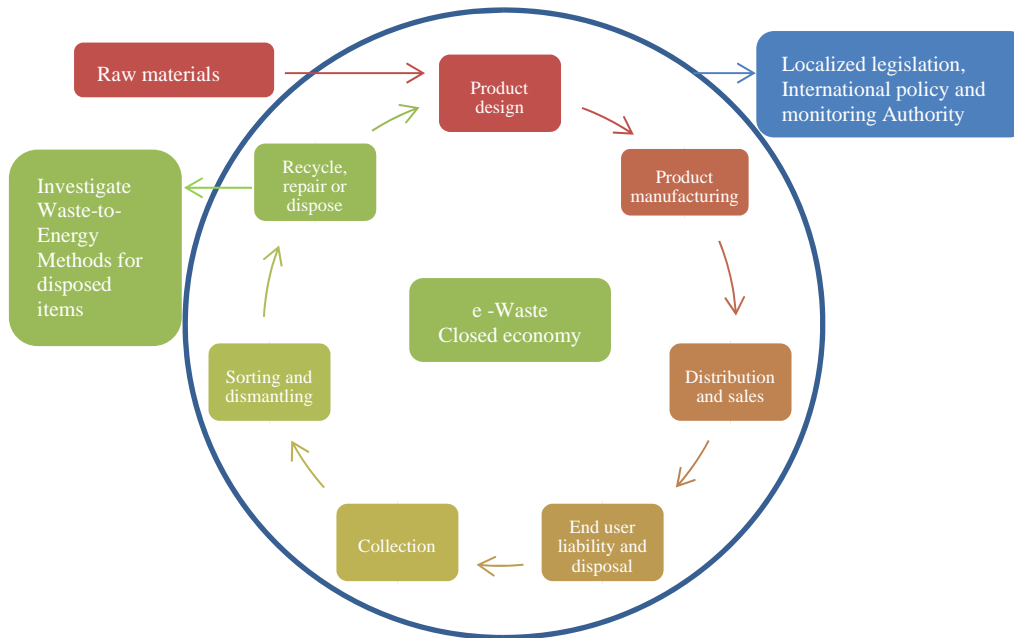 Raw materials
Product
design
Localized legislation,
International policy and
monitoring Authority
Recycle,
repair or
dispose
Product
manufacturing
Investigate
Waste-to-
Energy
Methods for
disposed
items
e -Waste
Closed economy
Sorting and
dismantling
Distribution
and sales
Collection
End user
liability and
disposal